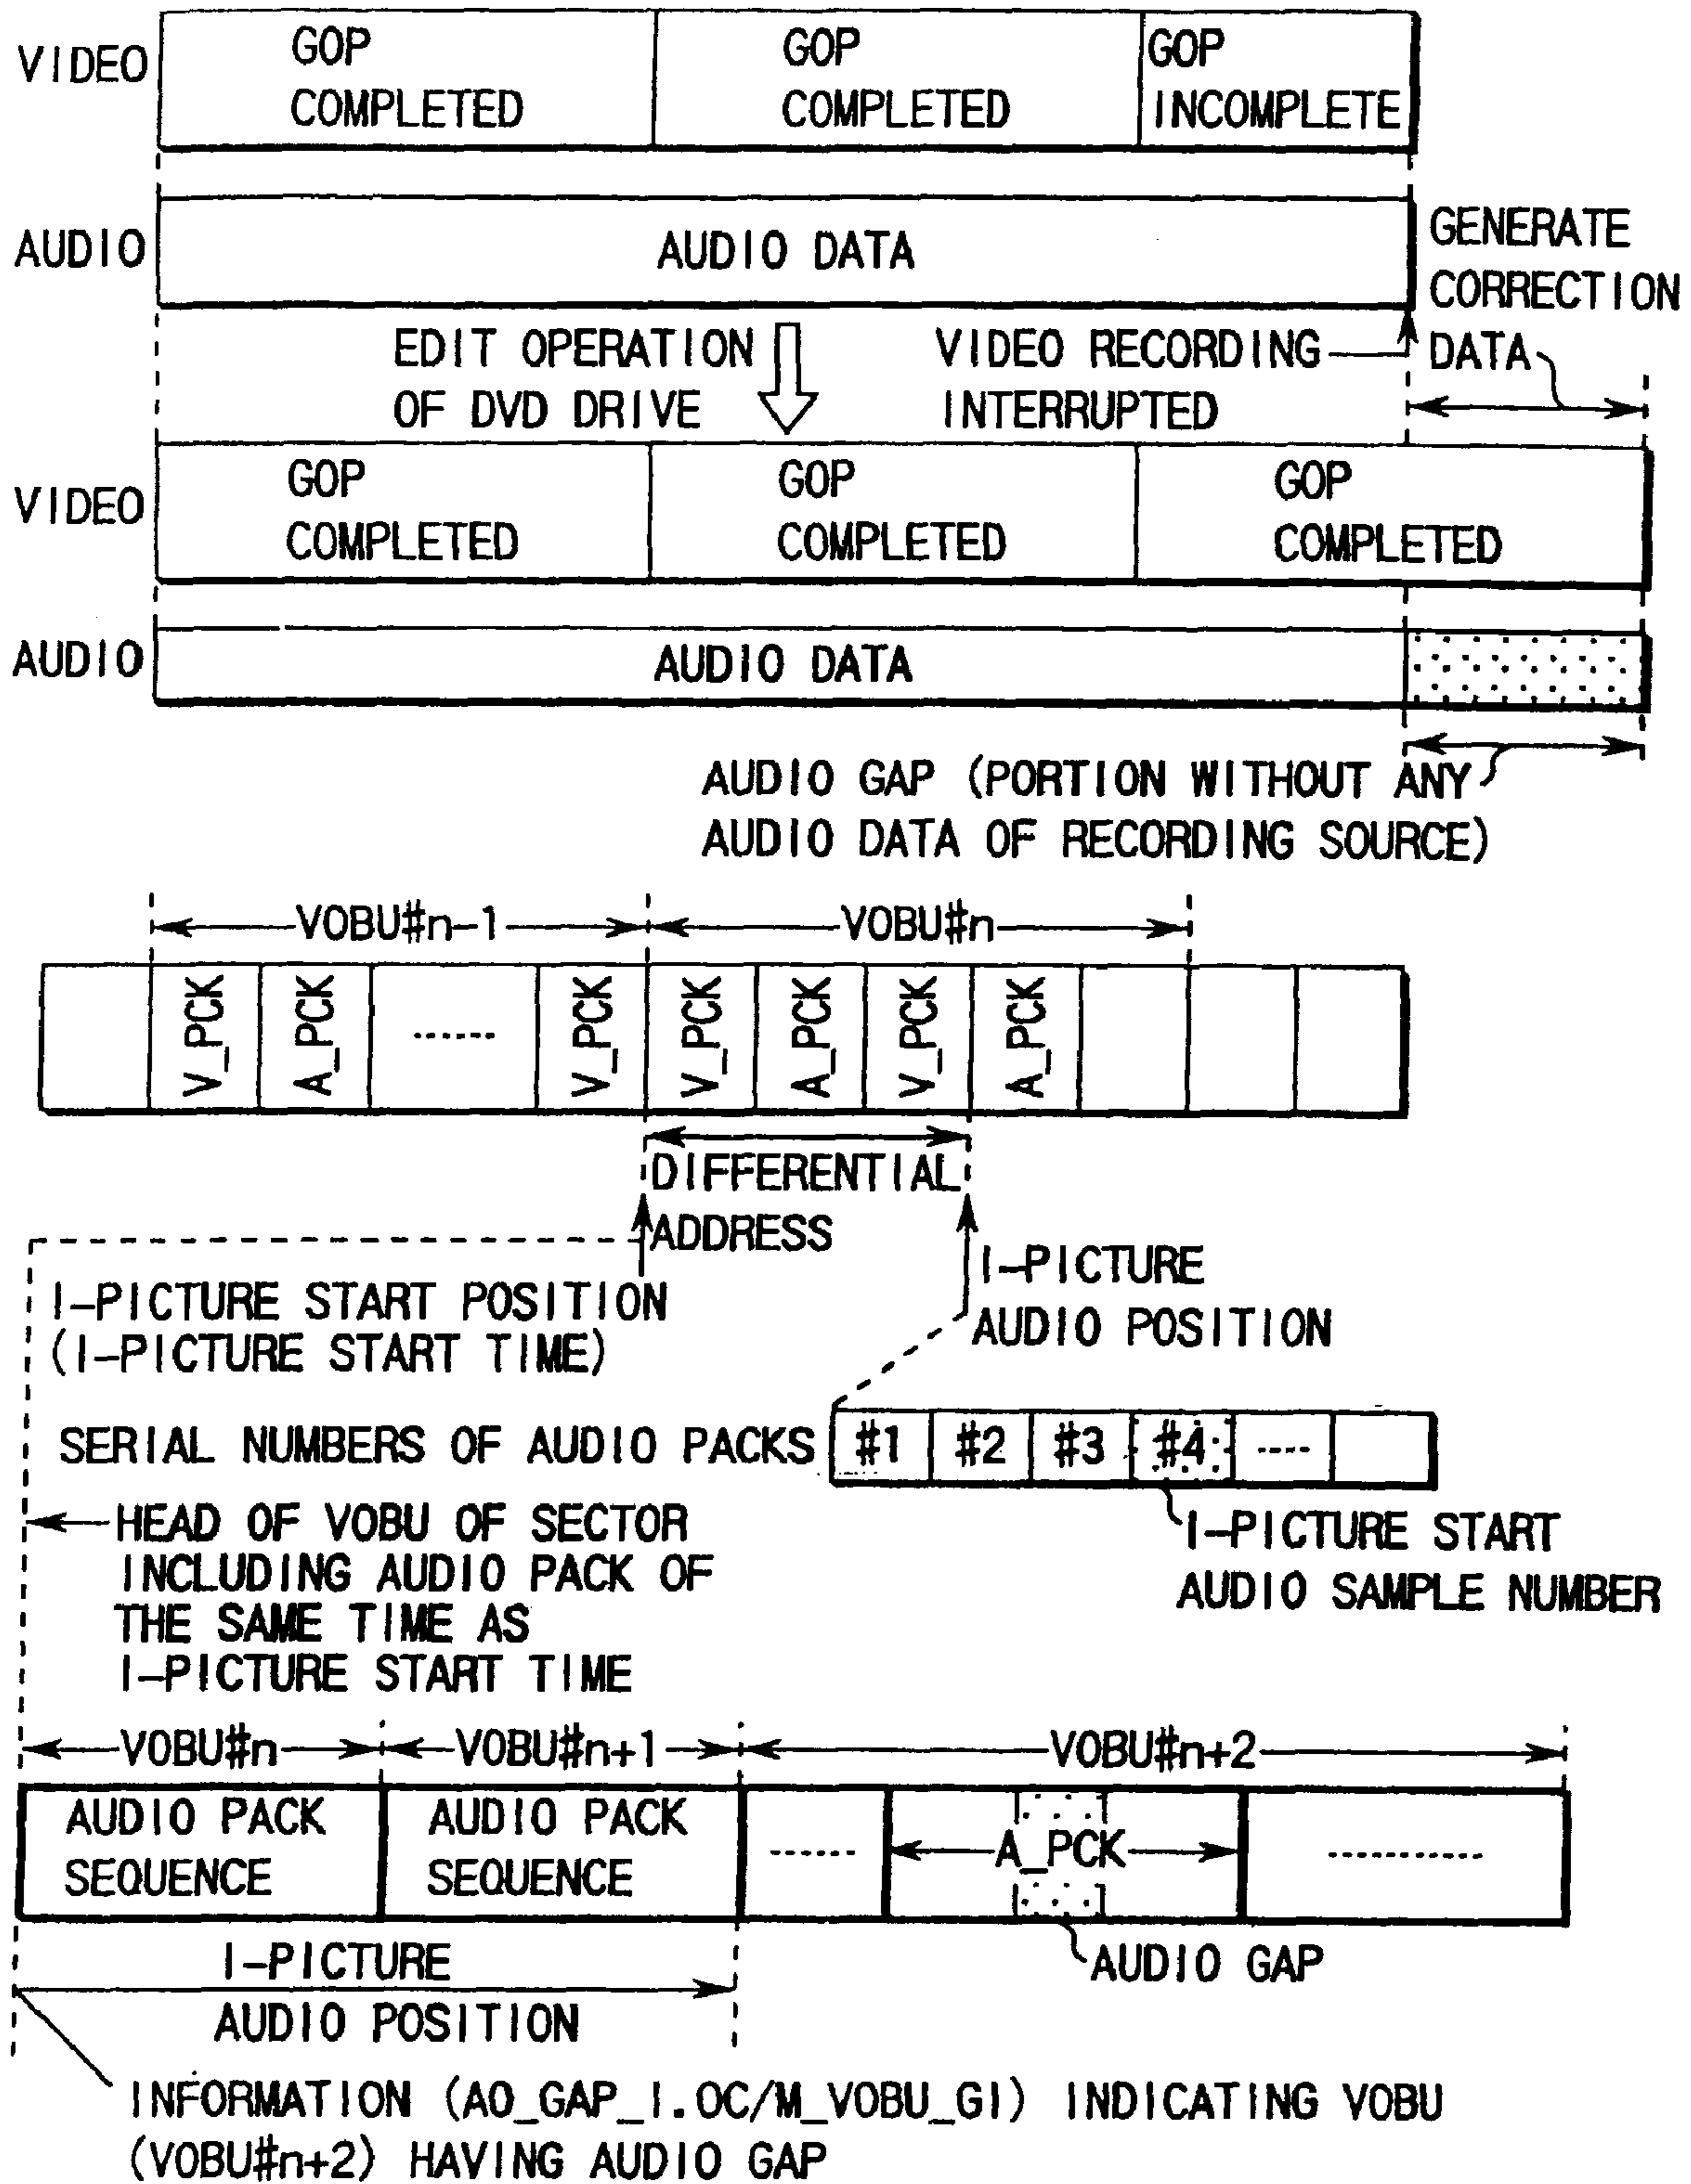 VIDEO
GOP
COMPLETED
GOP
COMPLETED
GOP
INCOMPLETE
AUDIO
AUDIO DATA
GENERATE
CORRECTION
DATA
EDIT OPERATION
OF DVD DRIVE
VIDEO RECORDING
INTERRUPTED
VIDEO
GOP
COMPLETED
GOP
COMPLETED
GOP
COMPLETED
AUDIO
AUDIO DATA
AUDIO GAP (PORTION WITHOUT ANY
AUDIO DATA OF RECORDING SOURCE)
VOBU#n-1
VOBU#n
V_PCK
A_PCK
V_PCK
V_PCK
A_PCK
V_PCK
A_PCK
DIFFERENTIAL
ADDRESS
I-PICTURE START POSITION
(I-PICTURE START TIME)
I-PICTURE
AUDIO POSITION
SERIAL NUMBERS OF AUDIO PACKS
#1
#2
#3
#4
I-PICTURE START
AUDIO SAMPLE NUMBER
HEAD OF VOBU OF SECTOR
INCLUDING AUDIO PACK OF
THE SAME TIME AS
I-PICTURE START TIME
VOBU#n
VOBU#n+1
VOBU#n+2
AUDIO PACK
SEQUENCE
AUDIO PACK
SEQUENCE
A_PCK
AUDIO GAP
I-PICTURE
AUDIO POSITION
INFORMATION (AO_GAP_I.OC/M_VOBU_GI) INDICATING VOBU
(VOBU#n+2) HAVING AUDIO GAP